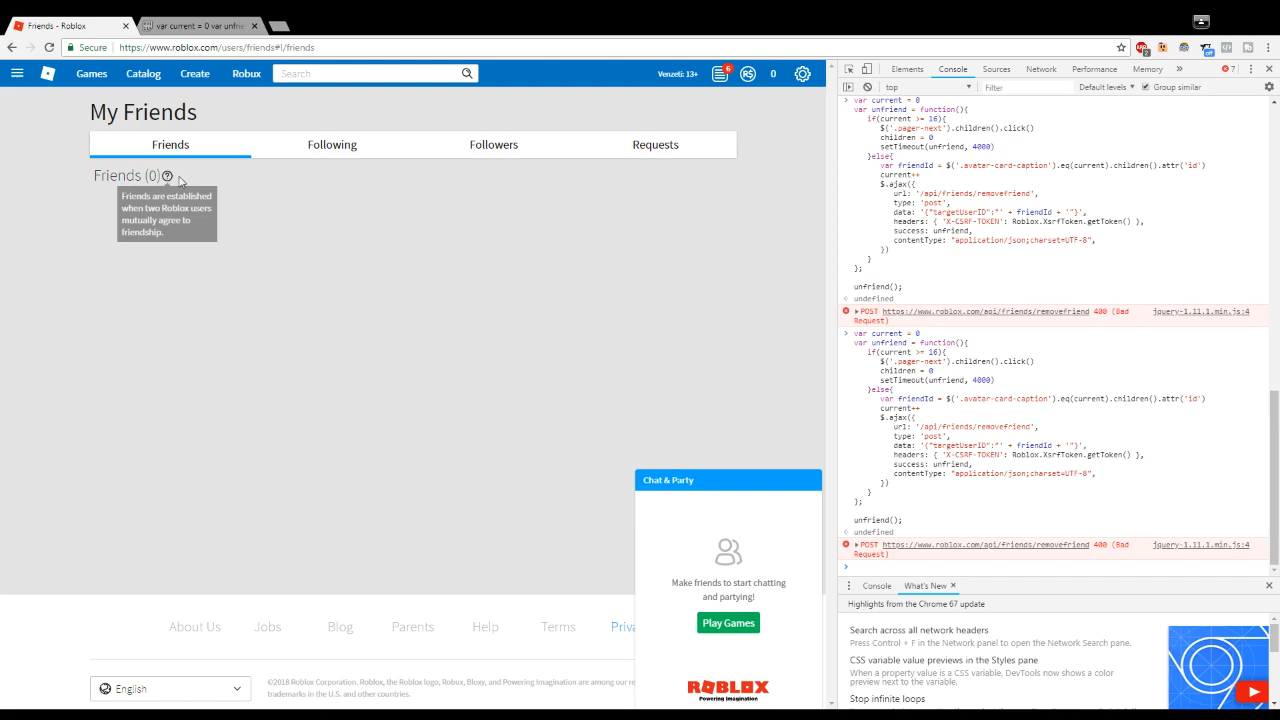 Friends - Roblox
var current = 0 var unfrie
Secure
https://www.roblox.com/users/friends#!/friends
Games
Catalog
Create
Robux
Search
Venzeti: 13+
6
0
My Friends
Friends
Following
Followers
Requests
Friends (0)
Friends are established
when two Roblox users
mutually agree to
friendship.
Chat & Party
Make friends to start chatting
and partying!
Play Games
ROBLOX
Powering Imagination
About Us
Jobs
Blog
Parents
Help
Terms
Priva
English
©2018 Roblox Corporation. Roblox, the Roblox logo, Robux, Bloxy, and Powering Imagination are among our re
trademarks in the U.S. and other countries.
Elements
Console
Sources
Network
Performance
Memory
»
7
top
Filter
Default levels
Group similar
var current = 0
var unfriend = function(){
if(current >= 16){
$('.pager-next').children().click()
children = 0
setTimeout(unfriend, 4000)
}else{
var friendId = $('.avatar-card-caption').eq(current).children().attr('id')
current++
$.ajax({
url: '/api/friends/removefriend',
type: 'post',
data: '{"targetUserID":"' + friendId + '"}',
headers: { 'X-CSRF-TOKEN': Roblox.XsrfToken.getToken() },
success: unfriend,
contentType: "application/json;charset=UTF-8",
})
}
};
unfriend();
undefined
POST https://www.roblox.com/api/friends/removefriend 400 (Bad
Request)
jquery-1.11.1.min.js:4
var current = 0
var unfriend = function(){
if(current >= 16){
$('.pager-next').children().click()
children = 0
setTimeout(unfriend, 4000)
}else{
var friendId = $('.avatar-card-caption').eq(current).children().attr('id')
current++
$.ajax({
url: '/api/friends/removefriend',
type: 'post',
data: '{"targetUserID":"' + friendId + '"}',
headers: { 'X-CSRF-TOKEN': Roblox.XsrfToken.getToken() },
success: unfriend,
contentType: "application/json;charset=UTF-8",
})
}
};
unfriend();
undefined
POST https://www.roblox.com/api/friends/removefriend 400 (Bad
Request)
jquery-1.11.1.min.js:4
Console
What's New
Highlights from the Chrome 67 update
Search across all network headers
Press Control + F in the Network panel to open the Network Search pane.
CSS variable value previews in the Styles pane
When a property value is a CSS variable, DevTools now shows a color
preview next to the variable.
Stop infinite loops